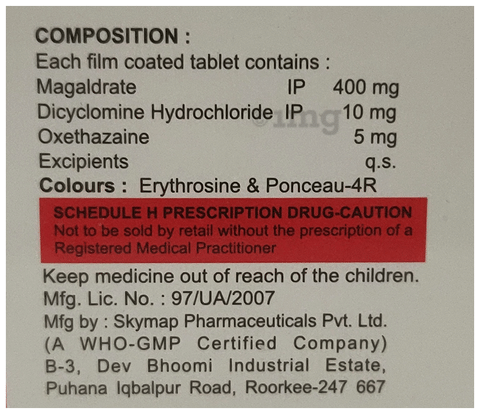 COMPOSITION :
Each film coated tablet contains :
Magaldrate IP 400 mg
Dicyclomine Hydrochloride IP 10 mg
Oxethazaine 5 mg
Excipients q.s.
Colours : Erythrosine & Ponceau-4R
SCHEDULE H PRESCRIPTION DRUG-CAUTION
Not to be sold by retail without the prescription of a
Registered Medical Practitioner
Keep medicine out of reach of the children.
Mfg. Lic. No. : 97/UA/2007
Mfg by : Skymap Pharmaceuticals Pvt. Ltd.
(A WHO-GMP Certified Company)
B-3, Dev Bhoomi Industrial Estate,
Puhana Iqbalpur Road, Roorkee-247 667